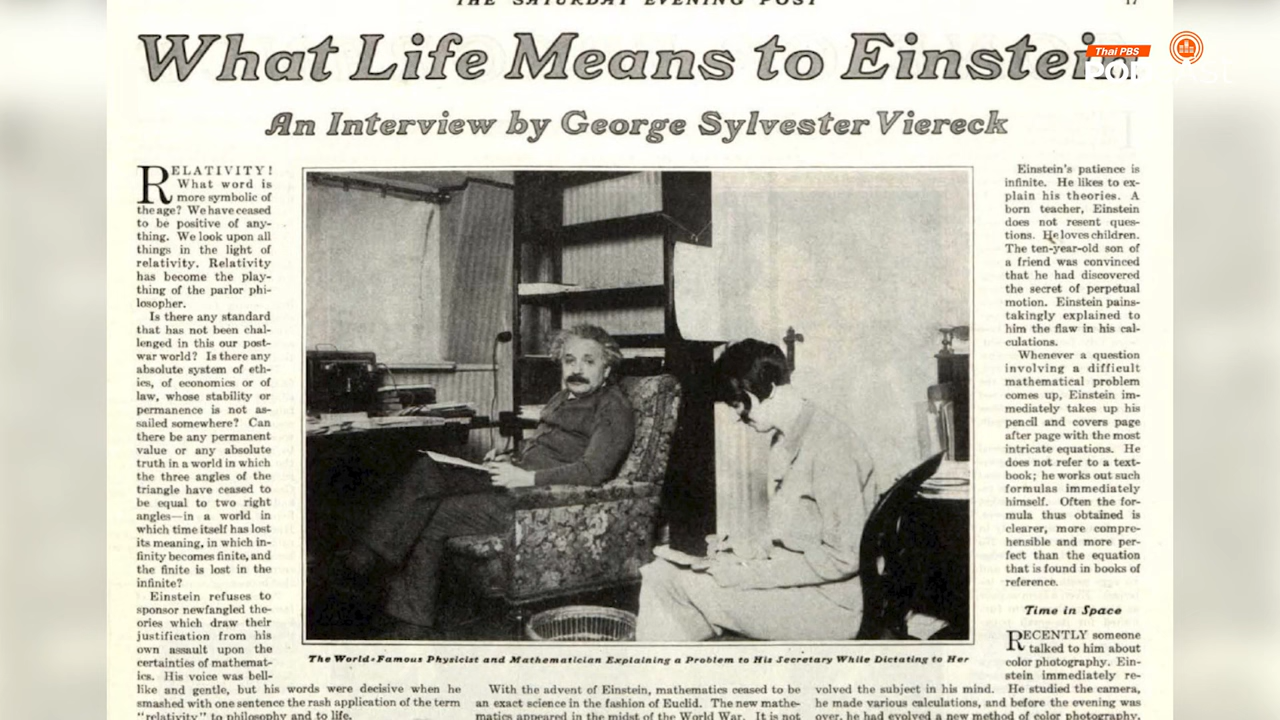 THE SATURDAY EVENING POST
17
What Life Means to Einstein
Thai PBS
An Interview by George Sylvester Viereck
RELATIVITY!
What word is
more symbolic of
the age? We have ceased
to be positive of any-
thing. We look upon all
things in the light of
relativity. Relativity
has become the play-
thing of the parlor phi-
losopher.
Is there any standard
that has not been chal-
lenged in this our post-
war world? Is there any
absolute system of eth-
ics, of economics or of
law, whose stability or
permanence is not as-
sailed somewhere? Can
there be any permanent
value or any absolute
truth in a world in which
the three angles of the
triangle have ceased to
be equal to two right
angles—in a world in
which time itself has lost
its meaning, in which in-
finity becomes finite, and
the finite is lost in the
infinite?
Einstein refuses to
sponsor newfangled the-
ories which draw their
justification from his
own assault upon the
certainties of mathemat-
ics. His voice was bell-
like and gentle, but his words were decisive when he
smashed with one sentence the rash application of the term
"relativity" to philosophy and to life.
The World-Famous Physicist and Mathematician Explaining a Problem to His Secretary While Dictating to Her
With the advent of Einstein, mathematics ceased to be
an exact science in the fashion of Euclid. The new mathe-
matics appeared in the midst of the World War. It is not
Einstein's patience is
infinite. He likes to ex-
plain his theories. A
born teacher, Einstein
does not resent ques-
tions. He loves children.
The ten-year-old son of
a friend was convinced
that he had discovered
the secret of perpetual
motion. Einstein pains-
takingly explained to
him the flaw in his cal-
culations.
Whenever a question
involving a difficult
mathematical problem
comes up, Einstein im-
mediately takes up his
pencil and covers page
after page with the most
intricate equations. He
does not refer to a text-
book; he works out such
formulas immediately
himself. Often the for-
mula thus obtained is
clearer, more compre-
hensible and more per-
fect than the equation
that is found in books of
reference.
Time in Space
RECENTLY someone
talked to him about
color photography. Ein-
stein immediately re-
volved the subject in his mind. He studied the camera,
he made various calculations, and before the evening was
over, he had evolved a new method of color photography,